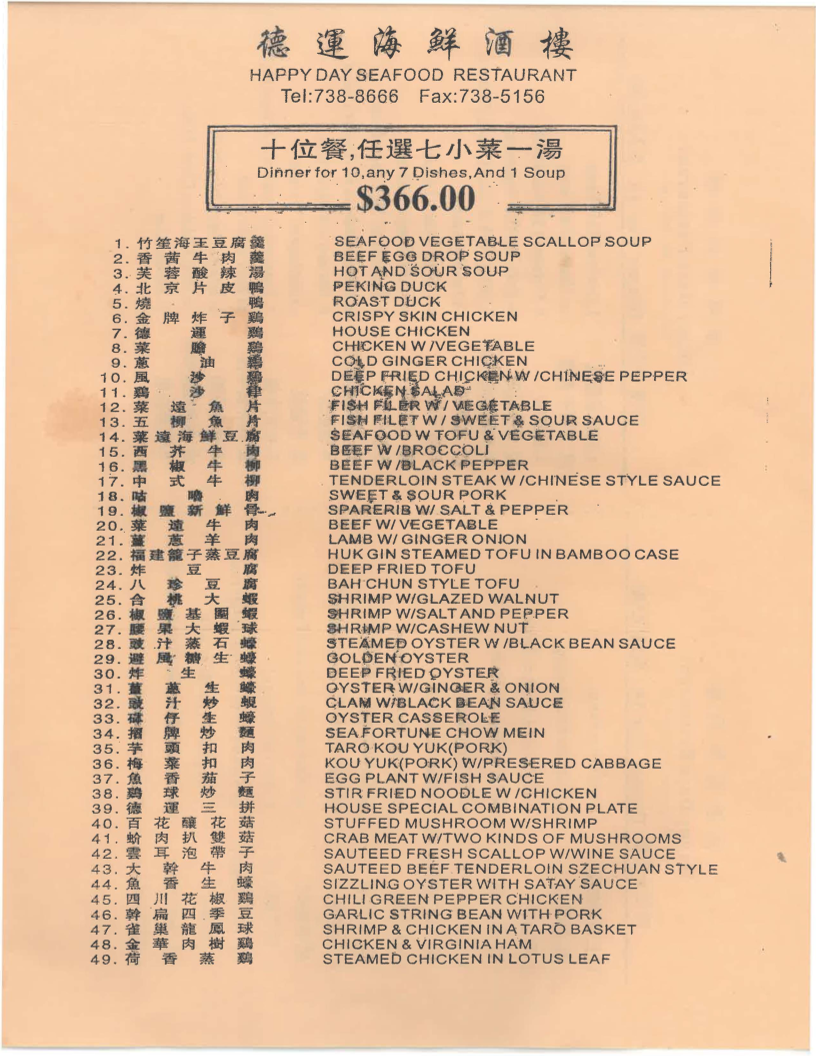 德運海鮮酒樓
HAPPY DAY SEAFOOD RESTAURANT
Tel:738-8666 Fax:738-5156
十位餐,任選七小菜一湯
Dinner for 10,any 7 Dishes,And 1 Soup
$366.00
1. 竹笙海王豆腐羹 SEAFOOD VEGETABLE SCALLOP SOUP
2. 香茜牛肉羹 BEEF EGG DROP SOUP
3. 芙蓉酸辣湯 HOT AND SOUR SOUP
4. 北京片皮鴨 PEKING DUCK
5. 燒鴨 ROAST DUCK
6. 金牌炸子鷄 CRISPY SKIN CHICKEN
7. 德運鷄 HOUSE CHICKEN
8. 菜膽鷄 CHICKEN W/VEGETABLE
9. 蔥油鷄 COLD GINGER CHICKEN
10. 風沙鷄 DEEP FRIED CHICKEN W/CHINESE PEPPER
11. 鷄沙律 CHICKEN SALAD
12. 菜遠魚片 FISH FILER W/ VEGETABLE
13. 五柳魚片 FISH FILET W/ SWEET & SOUR SAUCE
14. 菜遠海鮮豆腐 SEAFOOD W TOFU & VEGETABLE
15. 西芥牛肉 BEEF W/BROCCOLI
16. 黑椒牛柳 BEEF W/BLACK PEPPER
17. 中式牛柳 TENDERLOIN STEAK W/CHINESE STYLE SAUCE
18. 咕嚕肉 SWEET & SOUR PORK
19. 椒鹽新鮮骨 SPARERIB W/ SALT & PEPPER
20. 菜遠牛肉 BEEF W/ VEGETABLE
21. 薑蔥羊肉 LAMB W/ GINGER ONION
22. 福建籠子蒸豆腐 HUK GIN STEAMED TOFU IN BAMBOO CASE
23. 炸豆腐 DEEP FRIED TOFU
24. 八珍豆腐 BAH CHUN STYLE TOFU
25. 合桃大蝦 SHRIMP W/GLAZED WALNUT
26. 椒鹽基圍蝦 SHRIMP W/SALT AND PEPPER
27. 腰果大蝦球 SHRIMP W/CASHEW NUT
28. 豉汁蒸石蠔 STEAMED OYSTER W/BLACK BEAN SAUCE
29. 避風糖生蠔 GOLDEN OYSTER
30. 炸生蠔 DEEP FRIED OYSTER
31. 薑蔥生蠔 OYSTER W/GINGER & ONION
32. 豉汁炒蜆 CLAM W/BLACK BEAN SAUCE
33. 砵仔生蠔 OYSTER CASSEROLE
34. 招牌炒麵 SEA FORTUNE CHOW MEIN
35. 芋頭扣肉 TARO KOU YUK(PORK)
36. 梅菜扣肉 KOU YUK(PORK) W/PRESERED CABBAGE
37. 魚香茄子 EGG PLANT W/FISH SAUCE
38. 鷄球炒麵 STIR FRIED NOODLE W/CHICKEN
39. 德運三拼 HOUSE SPECIAL COMBINATION PLATE
40. 百花釀花菇 STUFFED MUSHROOM W/SHRIMP
41. 蚧肉扒雙菇 CRAB MEAT W/TWO KINDS OF MUSHROOMS
42. 雲耳泡帶子 SAUTEED FRESH SCALLOP W/WINE SAUCE
43. 大幹牛肉 SAUTEED BEEF TENDERLOIN SZECHUAN STYLE
44. 魚香生蠔 SIZZLING OYSTER WITH SATAY SAUCE
45. 四川花椒鷄 CHILI GREEN PEPPER CHICKEN
46. 幹扁四季豆 GARLIC STRING BEAN WITH PORK
47. 雀巢龍鳳球 SHRIMP & CHICKEN IN A TARO BASKET
48. 金華肉樹鷄 CHICKEN & VIRGINIA HAM
49. 荷香蒸鷄 STEAMED CHICKEN IN LOTUS LEAF